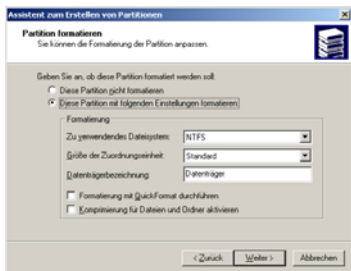 Assistent zum Erstellen von Partitionen
Partition formatieren
Sie können die Formatierung der Partition anpassen.
Geben Sie an, ob diese Partition formatiert werden soll:
Diese Partition nicht formatieren
Diese Partition mit folgenden Einstellungen formatieren:
Formatierung
Zu verwendendes Dateisystem: NTFS
Größe der Zuordnungseinheit: Standard
Datenträgerbezeichnung: Datenträger
Formatierung mit QuickFormat durchführen
Komprimierung für Dateien und Ordner aktivieren
< Zurück Weiter > Abbrechen